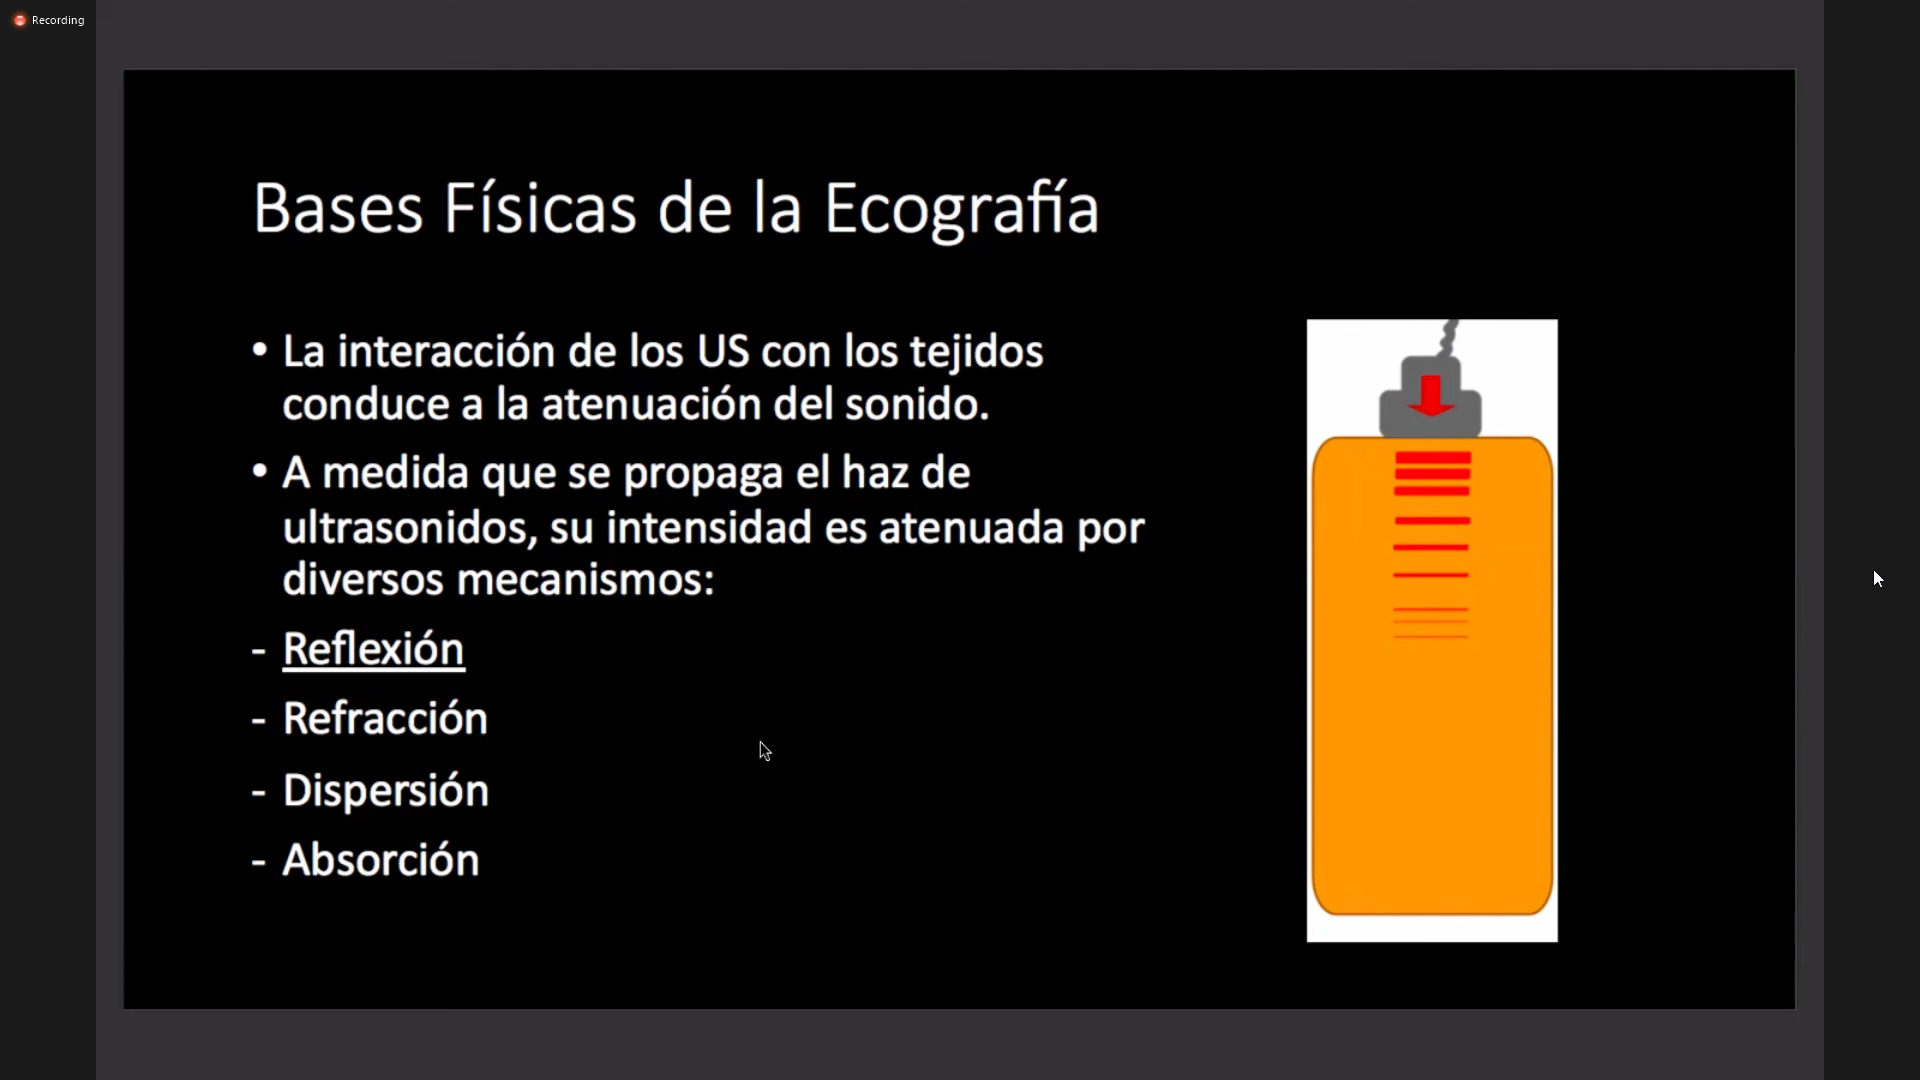 Recording
Bases Físicas de la Ecografía
• La interacción de los US con los tejidos
conduce a la atenuación del sonido.
• A medida que se propaga el haz de
ultrasonidos, su intensidad es atenuada por
diversos mecanismos:
- Reflexión
- Refracción
- Dispersión
- Absorción